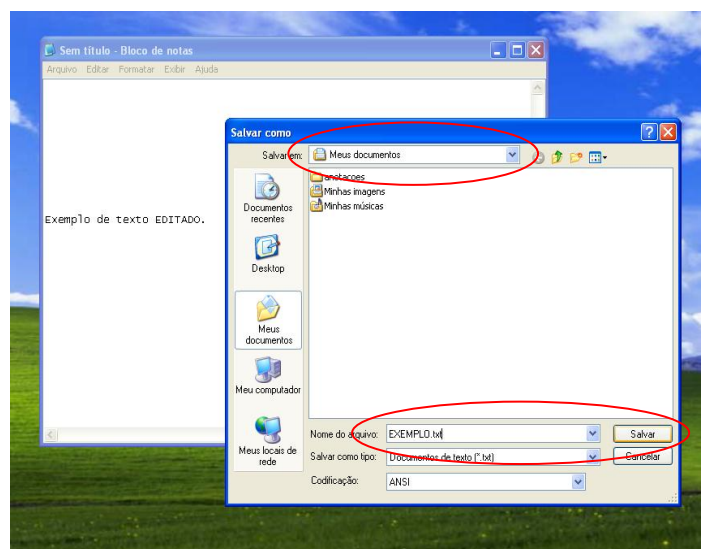 Sem título - Bloco de notas
Arquivo Editar Formatar Exibir Ajuda
Exemplo de texto EDITADO.
Salvar como
Salvar em:
Meus documentos
anotacoes
Minhas imagens
Minhas músicas
Documentos
recentes
Desktop
Meus
documentos
Meu computador
Meus locais de
rede
Nome do arquivo:
EXEMPLO.txt
Salvar
Salvar como tipo:
Documentos de texto (*.txt)
Cancelar
Codificação:
ANSI